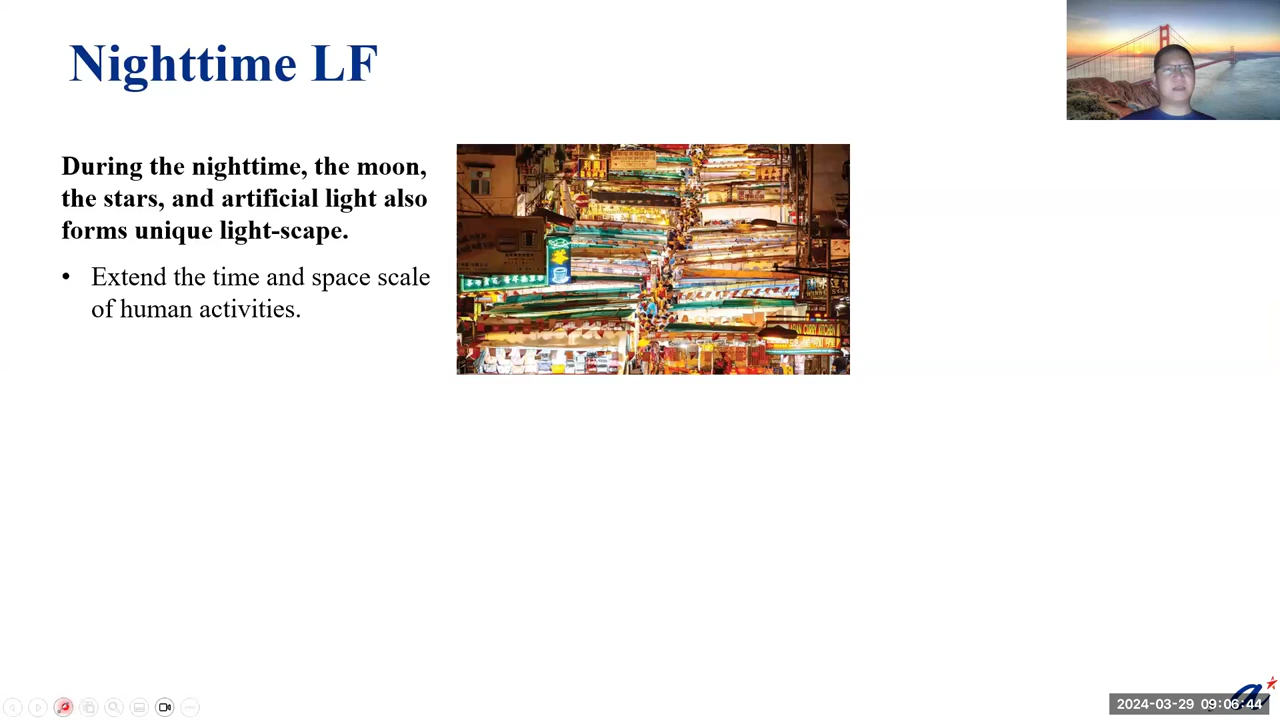 Nighttime LF
During the nighttime, the moon,
the stars, and artificial light also
forms unique light-scape.
• Extend the time and space scale
of human activities.
2024-03-29 09:06:44